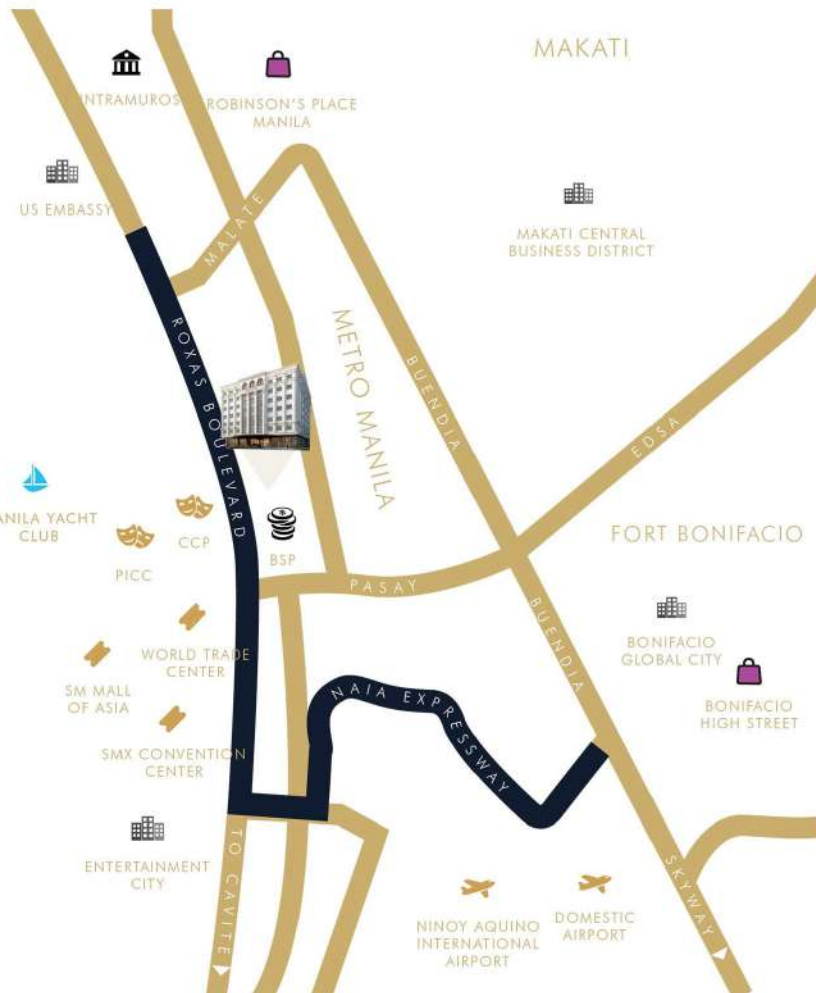 MAKATI
INTRAMUROS
ROBINSON'S PLACE
MANILA
US EMBASSY
MAKATI CENTRAL
BUSINESS DISTRICT
MALATE
ROXAS BOULEVARD
METRO MANILA
BUENDIA
EDSA
ANILA YACHT
CLUB
CCP
PICC
BSP
FORT BONIFACIO
PASAY
BUENDIA
BONIFACIO
GLOBAL CITY
WORLD TRADE
CENTER
SM MALL
OF ASIA
BONIFACIO
HIGH STREET
NAIA EXPRESSWAY
SMX CONVENTION
CENTER
ENTERTAINMENT
CITY
TO CAVITE
SKYWAY
NINOY AQUINO
INTERNATIONAL
AIRPORT
DOMESTIC
AIRPORT